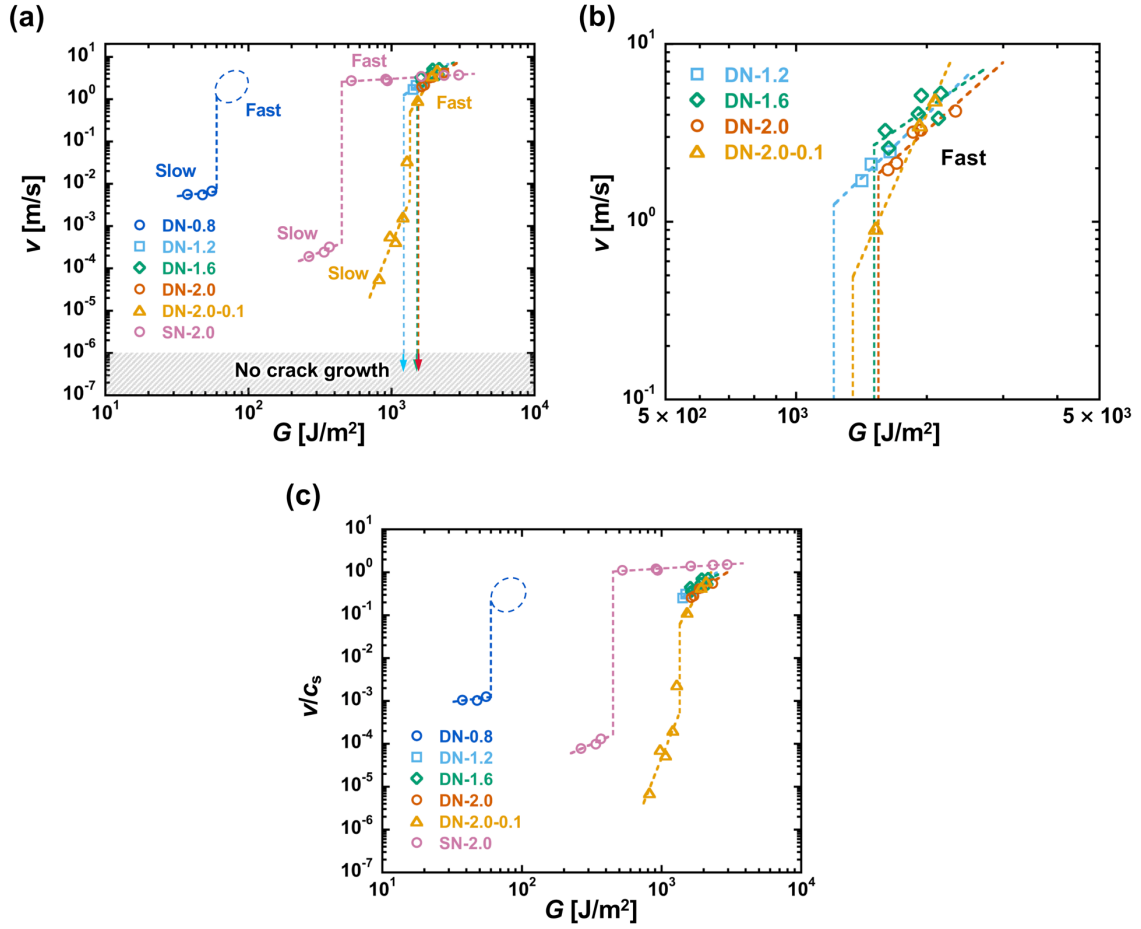 (a)
10¹
10⁰
10⁻¹
10⁻²
10⁻³
10⁻⁴
10⁻⁵
10⁻⁶
10⁻⁷
v [m/s]
Fast
Fast
Fast
Slow
Slow
Slow
DN-0.8
DN-1.2
DN-1.6
DN-2.0
DN-2.0-0.1
SN-2.0
No crack growth
10¹
10²
10³
10⁴
G [J/m²]
(b)
10¹
10⁰
10⁻¹
v [m/s]
DN-1.2
DN-1.6
DN-2.0
DN-2.0-0.1
Fast
5 × 10²
10³
5 × 10³
G [J/m²]
(c)
10¹
10⁰
10⁻¹
10⁻²
10⁻³
10⁻⁴
10⁻⁵
10⁻⁶
10⁻⁷
v/cₛ
DN-0.8
DN-1.2
DN-1.6
DN-2.0
DN-2.0-0.1
SN-2.0
10¹
10²
10³
10⁴
G [J/m²]